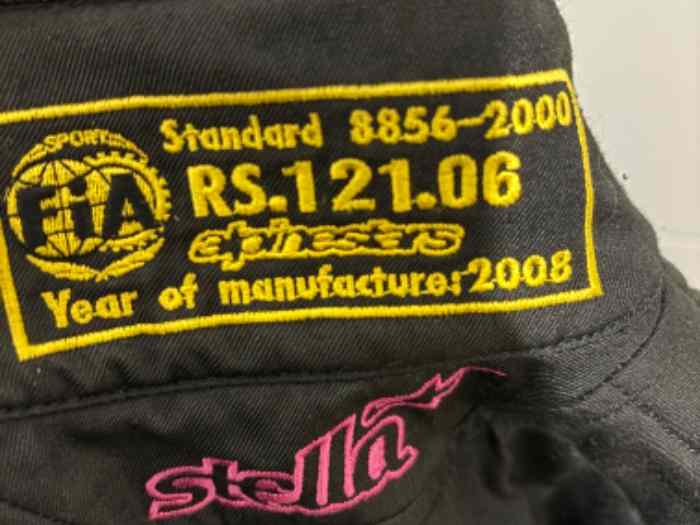 SPORT
FiA
Standard 8856-2000
RS.121.06
alpinestars
Year of manufacture:2008
stella